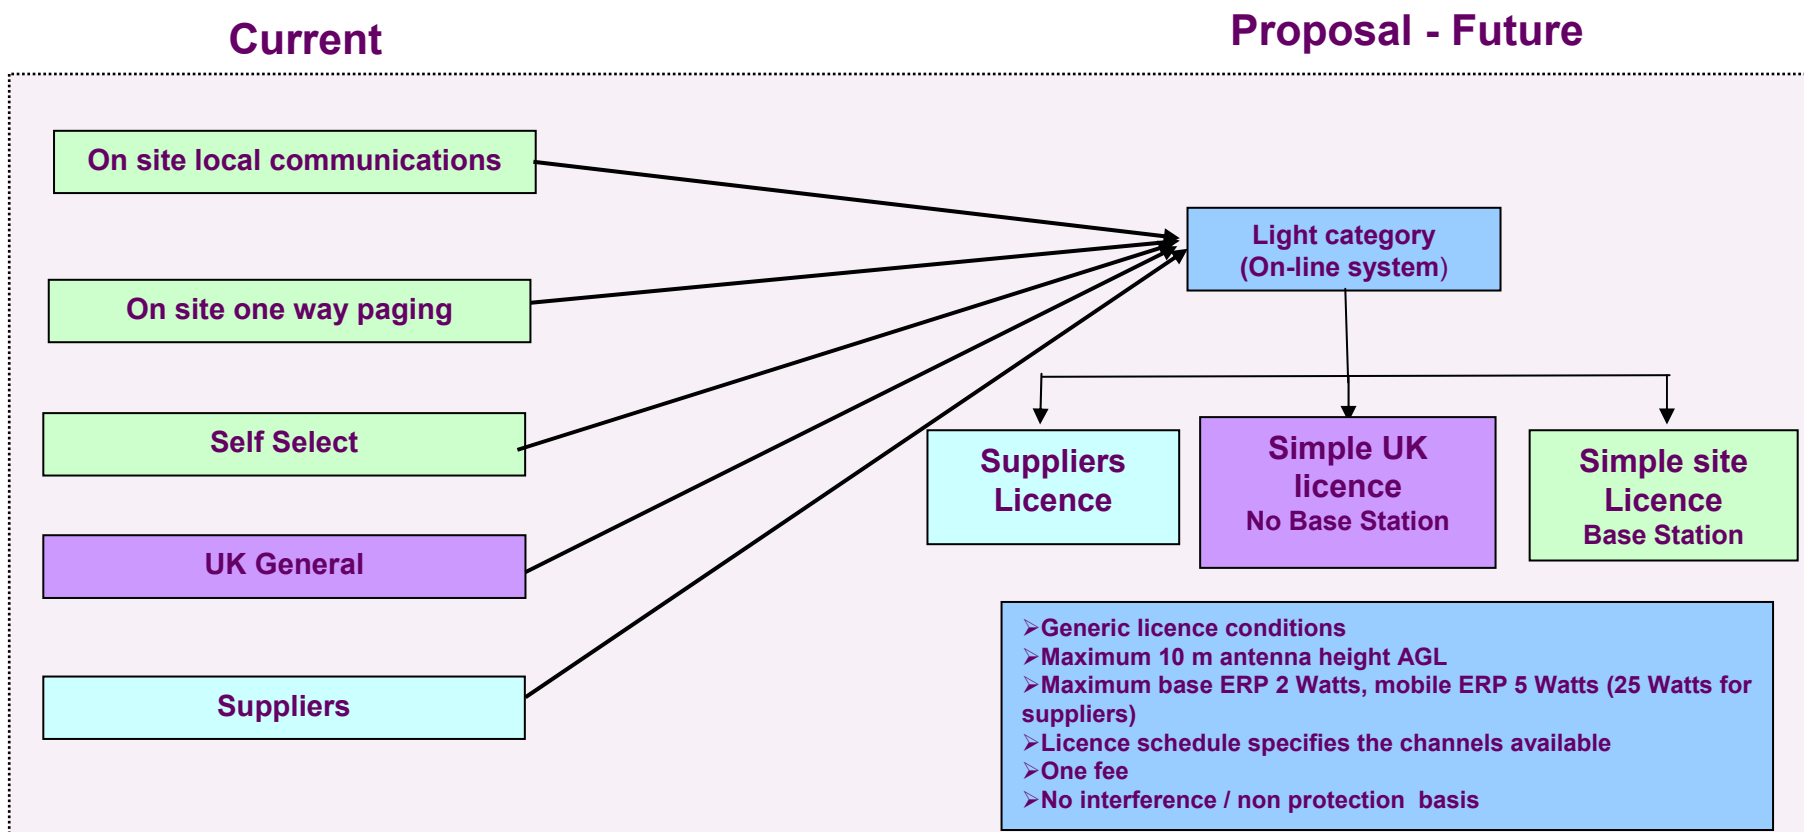 Current
Proposal - Future
On site local communications
On site one way paging
Self Select
UK General
Suppliers
Light category
(On-line system)
Suppliers
Licence
Simple UK
licence
No Base Station
Simple site
Licence
Base Station
➢Generic licence conditions
➢Maximum 10 m antenna height AGL
➢Maximum base ERP 2 Watts, mobile ERP 5 Watts (25 Watts for
suppliers)
➢Licence schedule specifies the channels available
➢One fee
➢No interference / non protection basis